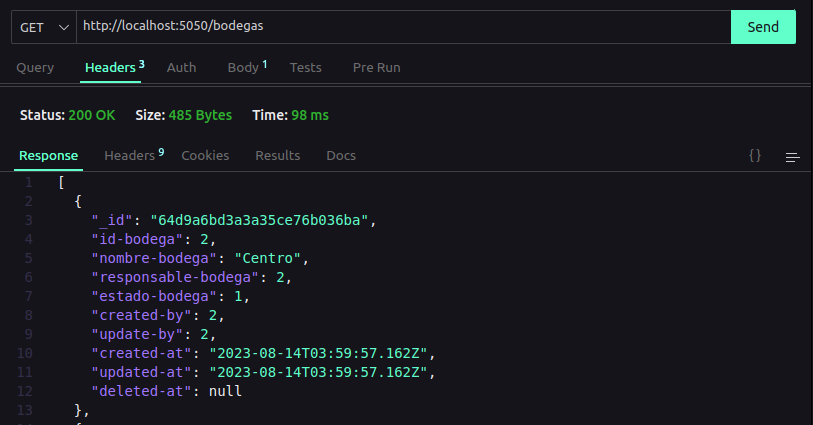 GET http://localhost:5050/bodegas Send
Query Headers 3 Auth Body 1 Tests Pre Run
Status: 200 OK Size: 485 Bytes Time: 98 ms
Response Headers 9 Cookies Results Docs {}
1 [
2 {
3 "_id": "64d9a6bd3a3a35ce76b036ba",
4 "id-bodega": 2,
5 "nombre-bodega": "Centro",
6 "responsable-bodega": 2,
7 "estado-bodega": 1,
8 "created-by": 2,
9 "update-by": 2,
10 "created-at": "2023-08-14T03:59:57.162Z",
11 "updated-at": "2023-08-14T03:59:57.162Z",
12 "deleted-at": null
13 },